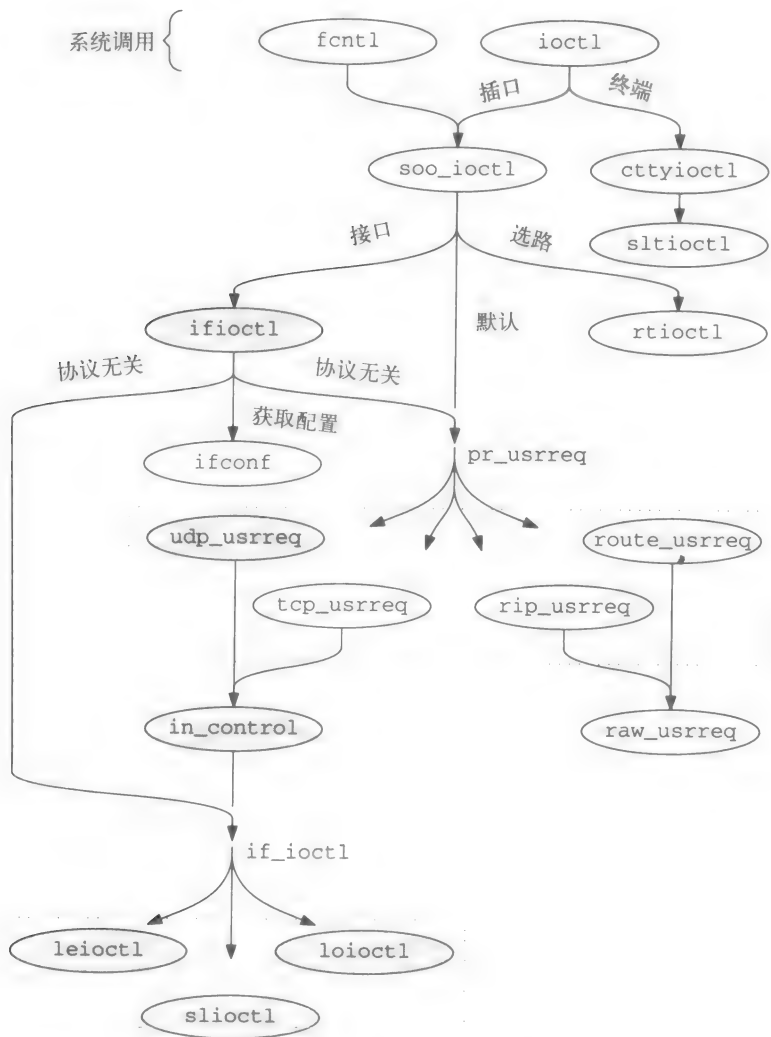 系统调用
fcntl
ioctl
插口
终端
soo_ioctl
cttyioctl
接口
选路
sltioctl
ifioctl
默认
rtioctl
协议无关
协议无关
获取配置
ifconf
pr_usrreq
udp_usrreq
route_usrreq
tcp_usrreq
rip_usrreq
in_control
raw_usrreq
if_ioctl
leioctl
loioctl
slioctl